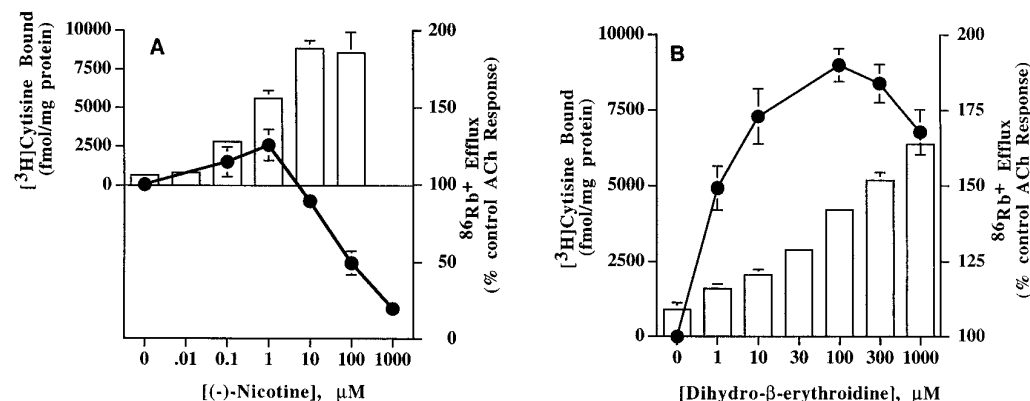 A
[³H]Cytisine Bound
(fmol/mg protein)
10000
7500
5000
2500
0
200
150
100
50
0
⁸⁶Rb⁺ Efflux
(% control ACh Response)
0 .01 0.1 1 10 100 1000
[(-)-Nicotine], μM
B
[³H]Cytisine Bound
(fmol/mg protein)
10000
7500
5000
2500
0
200
175
150
125
100
⁸⁶Rb⁺ Efflux
(% control ACh Response)
0 1 10 30 100 300 1000
[Dihydro-β-erythroidine], μM